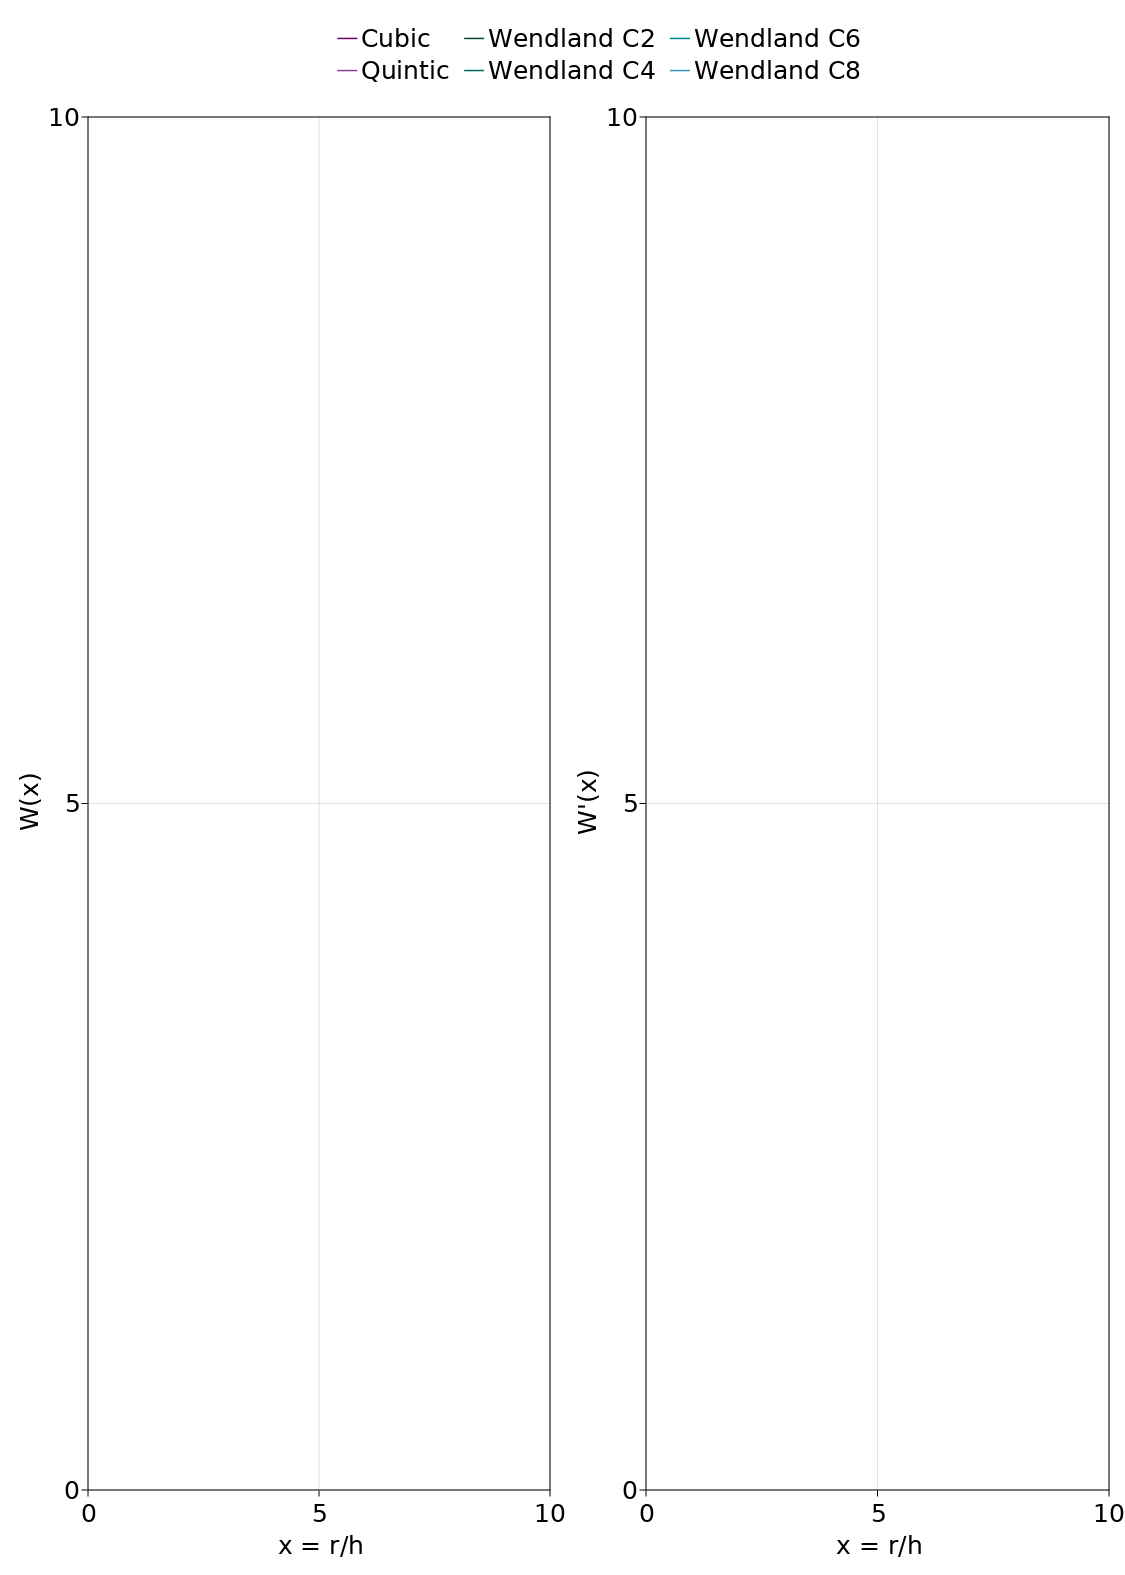 Cubic Wendland C2 Wendland C6
Quintic Wendland C4 Wendland C8
10
5
0
W(x)
0 5 10
x = r/h
10
5
0
W'(x)
0 5 10
x = r/h